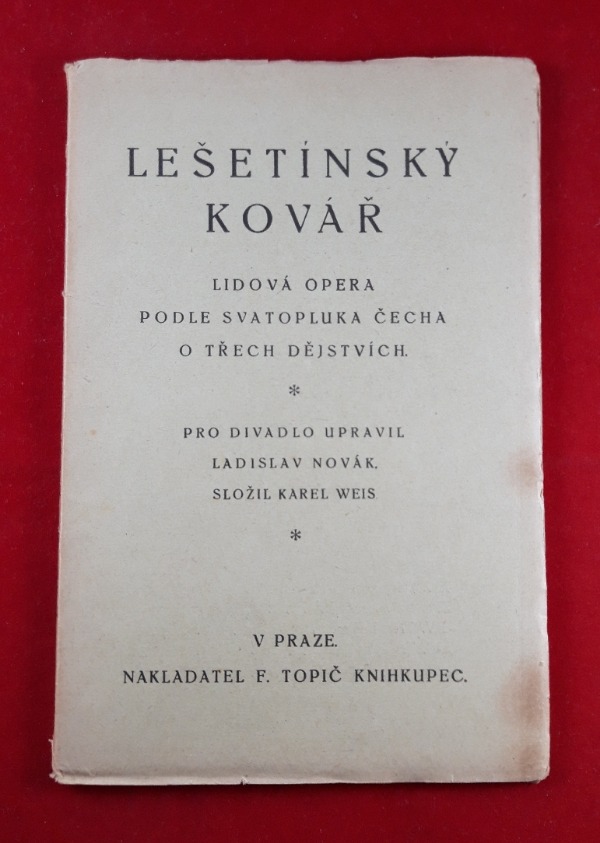 LEŠETÍNSKÝ
KOVÁŘ
LIDOVÁ OPERA
PODLE SVATOPLUKA ČECHA
O TŘECH DĚJSTVÍCH.
*
PRO DIVADLO UPRAVIL
LADISLAV NOVÁK.
SLOŽIL KAREL WEIS
*
V PRAZE.
NAKLADATEL F. TOPIČ KNIHKUPEC.